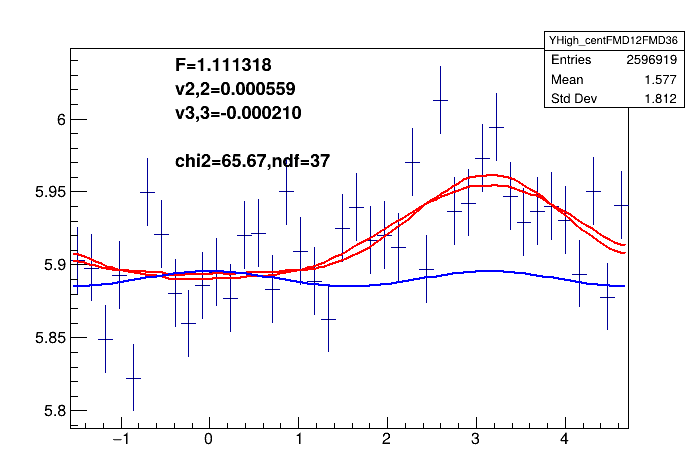 YHigh_centFMD12FMD36
Entries 2596919
Mean 1.577
Std Dev 1.812
F=1.111318
v2,2=0.000559
v3,3=-0.000210
chi2=65.67,ndf=37
6
5.95
5.9
5.85
5.8
−1 0 1 2 3 4